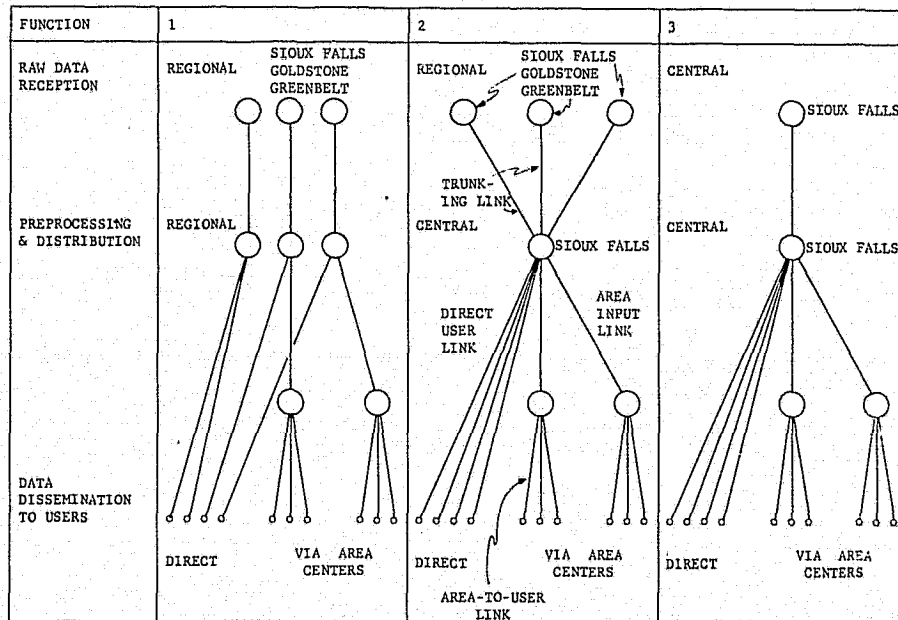 FUNCTION
1
2
3
RAW DATA
RECEPTION
REGIONAL
SIOUX FALLS
GOLDSTONE
GREENBELT
REGIONAL
SIOUX FALLS
GOLDSTONE
GREENBELT
CENTRAL
SIOUX FALLS
TRUNK-
ING LINK
PREPROCESSING
& DISTRIBUTION
REGIONAL
CENTRAL
SIOUX FALLS
CENTRAL
SIOUX FALLS
DIRECT
USER
LINK
AREA
INPUT
LINK
DATA
DISSEMINATION
TO USERS
DIRECT
VIA AREA
CENTERS
DIRECT
VIA AREA
CENTERS
AREA-TO-USER
LINK
DIRECT
VIA AREA
CENTERS